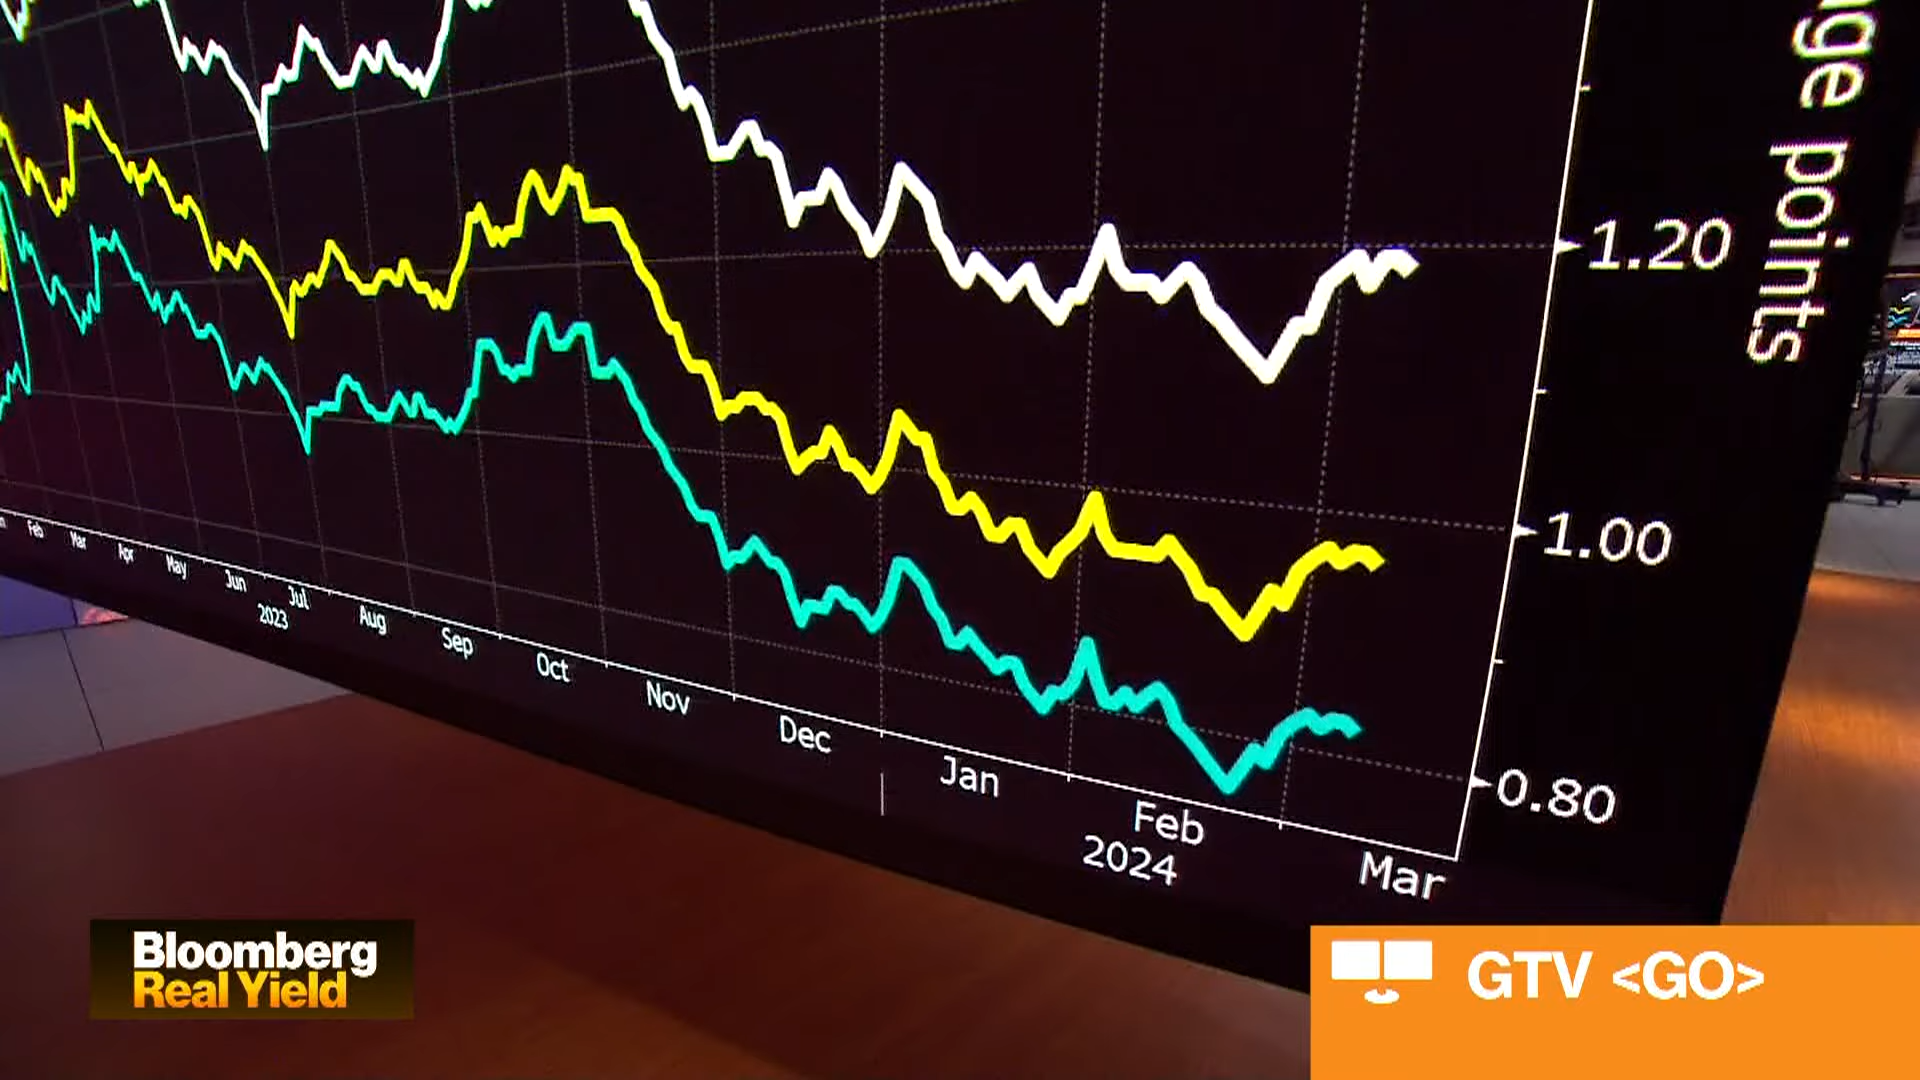 points
1.20
1.00
0.80
Feb
Mar
Apr
May
Jun
Jul
Aug
Sep
Oct
Nov
Dec
Jan
Feb
Mar
2023
2024
Bloomberg
Real Yield
GTV <GO>